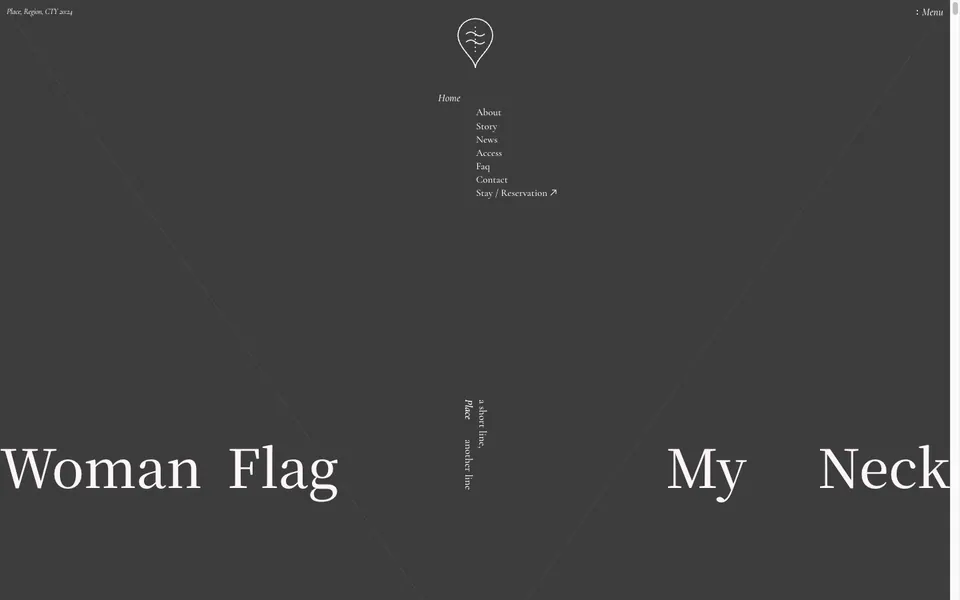 Place, Region, CTY 2024
: Menu
Home
About
Story
News
Access
Faq
Contact
Stay / Reservation ↗
a short line,
Place another line
Woman Flag My Neck